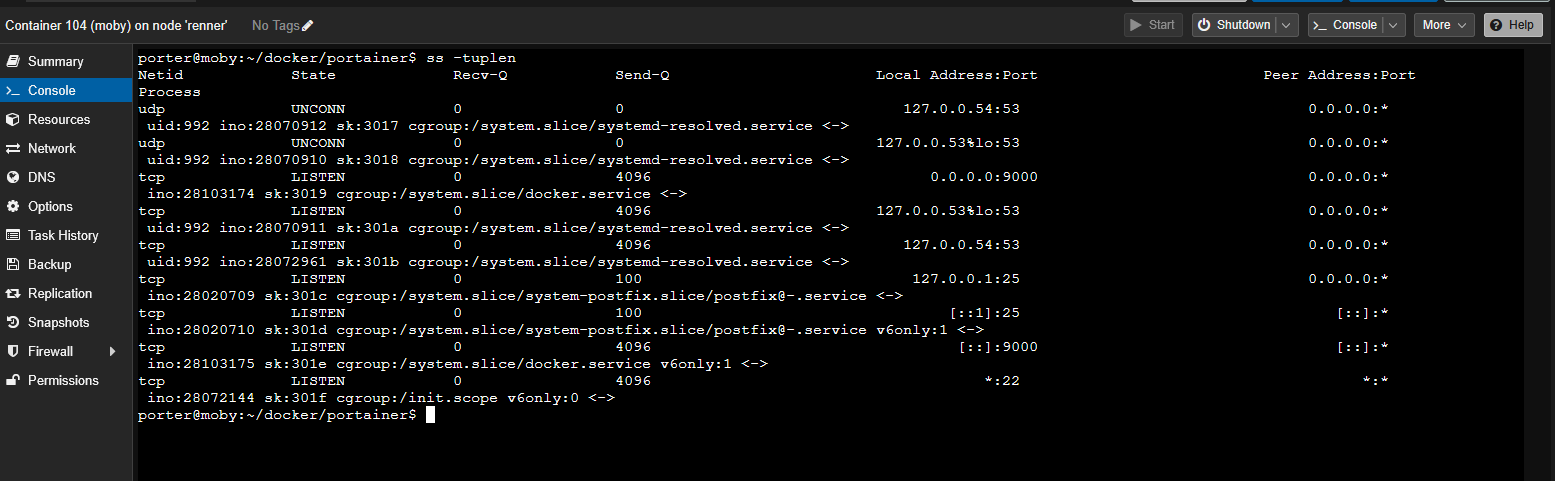 Container 104 (moby) on node 'renner' No Tags Start Shutdown Console More Help
Summary
Console
Resources
Network
DNS
Options
Task History
Backup
Replication
Snapshots
Firewall
Permissions
porter@moby:~/docker/portainer$ ss -tuplen
Netid State Recv-Q Send-Q Local Address:Port Peer Address:Port
Process
udp UNCONN 0 0 127.0.0.54:53 0.0.0.0:*
uid:992 ino:28070912 sk:3017 cgroup:/system.slice/systemd-resolved.service <->
udp UNCONN 0 0 127.0.0.53%lo:53 0.0.0.0:*
uid:992 ino:28070910 sk:3018 cgroup:/system.slice/systemd-resolved.service <->
tcp LISTEN 0 4096 0.0.0.0:9000 0.0.0.0:*
ino:28103174 sk:3019 cgroup:/system.slice/docker.service <->
tcp LISTEN 0 4096 127.0.0.53%lo:53 0.0.0.0:*
uid:992 ino:28070911 sk:301a cgroup:/system.slice/systemd-resolved.service <->
tcp LISTEN 0 4096 127.0.0.54:53 0.0.0.0:*
uid:992 ino:28072961 sk:301b cgroup:/system.slice/systemd-resolved.service <->
tcp LISTEN 0 100 127.0.0.1:25 0.0.0.0:*
ino:28020709 sk:301c cgroup:/system.slice/system-postfix.slice/postfix@-.service <->
tcp LISTEN 0 100 [::1]:25 [::]:*
ino:28020710 sk:301d cgroup:/system.slice/system-postfix.slice/postfix@-.service v6only:1 <->
tcp LISTEN 0 4096 [::]:9000 [::]:*
ino:28103175 sk:301e cgroup:/system.slice/docker.service v6only:1 <->
tcp LISTEN 0 4096 *:22 *:*
ino:28072144 sk:301f cgroup:/init.scope v6only:0 <->
porter@moby:~/docker/portainer$